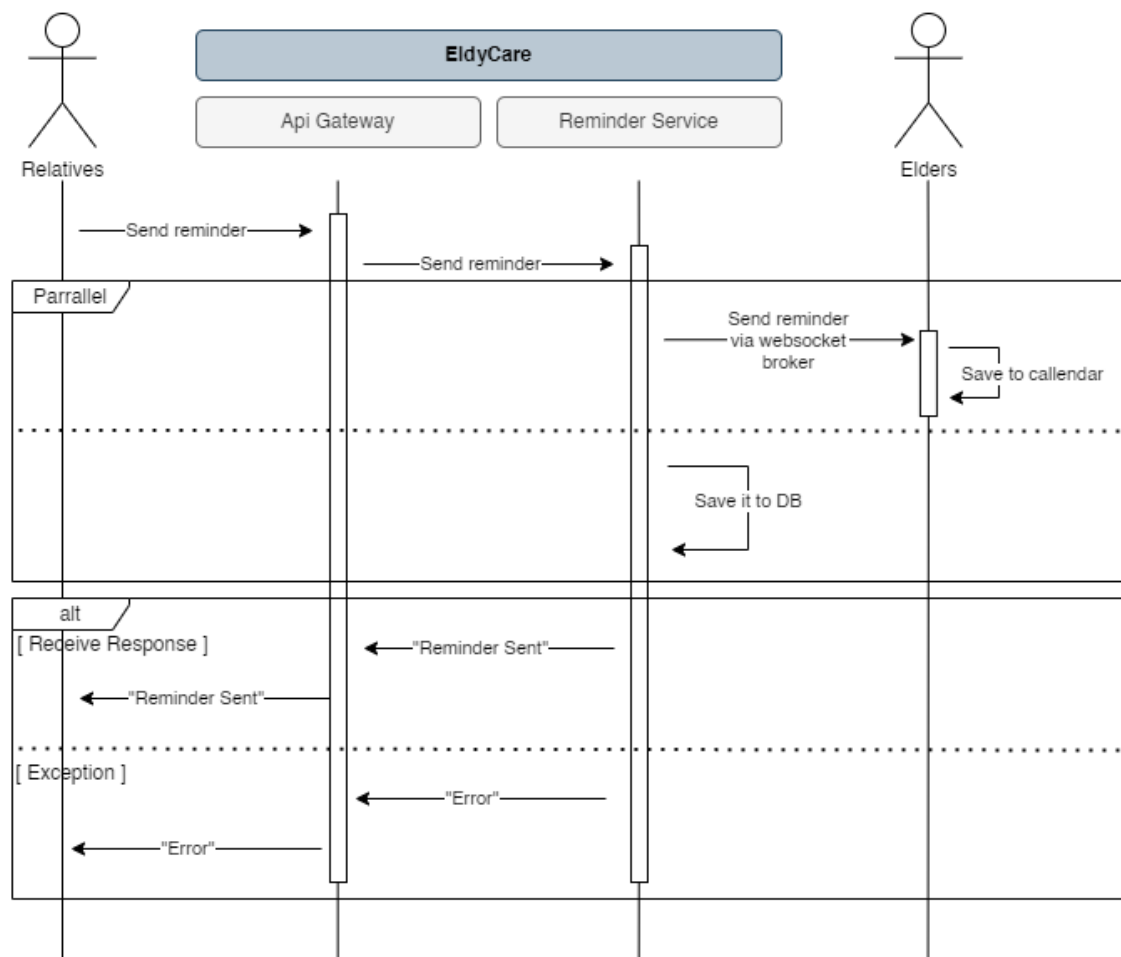 EldyCare
Api Gateway
Reminder Service
Relatives
Elders
Send reminder
Send reminder
Parrallel
Send reminder
via websocket
broker
Save to callendar
Save it to DB
alt
[ Receive Response ]
"Reminder Sent"
"Reminder Sent"
[ Exception ]
"Error"
"Error"